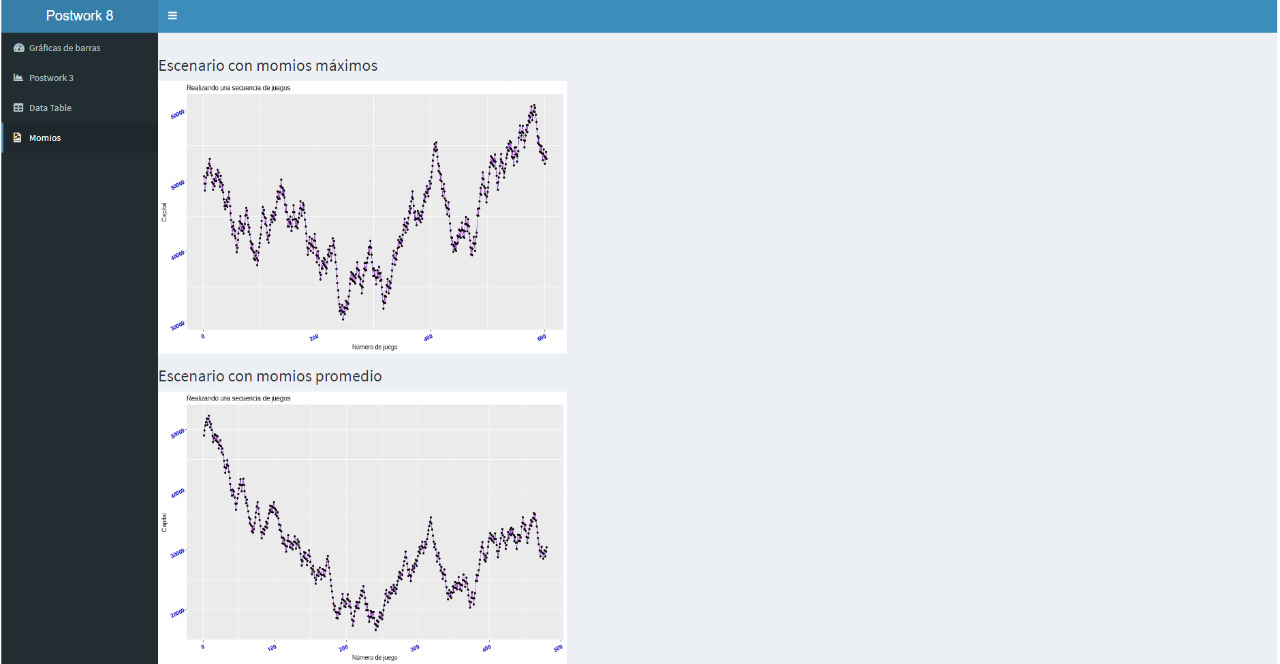 Postwork 8
Gráficas de barras
Postwork 3
Data Table
Momios
Escenario con momios máximos
Realizando una secuencia de juegos
60000
50000
40000
30000
Capital
0 200 400 600
Número de juego
Escenario con momios promedio
Realizando una secuencia de juegos
50000
40000
30000
20000
Capital
0 100 200 300 400 500
Número de juego